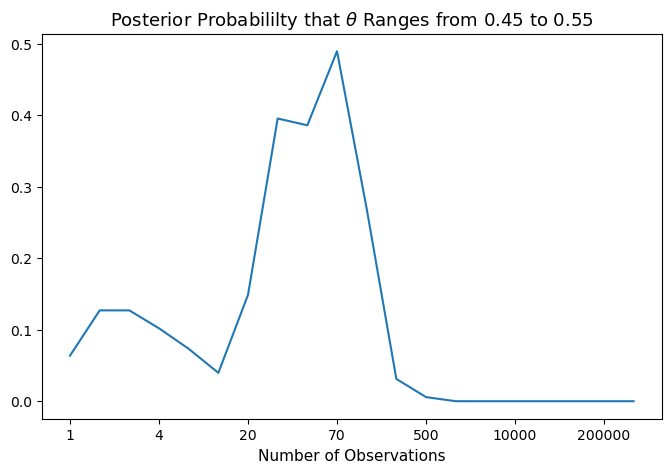 Posterior Probabililty that θ Ranges from 0.45 to 0.55
0.5
0.4
0.3
0.2
0.1
0.0
1 4 20 70 500 10000 200000
Number of Observations